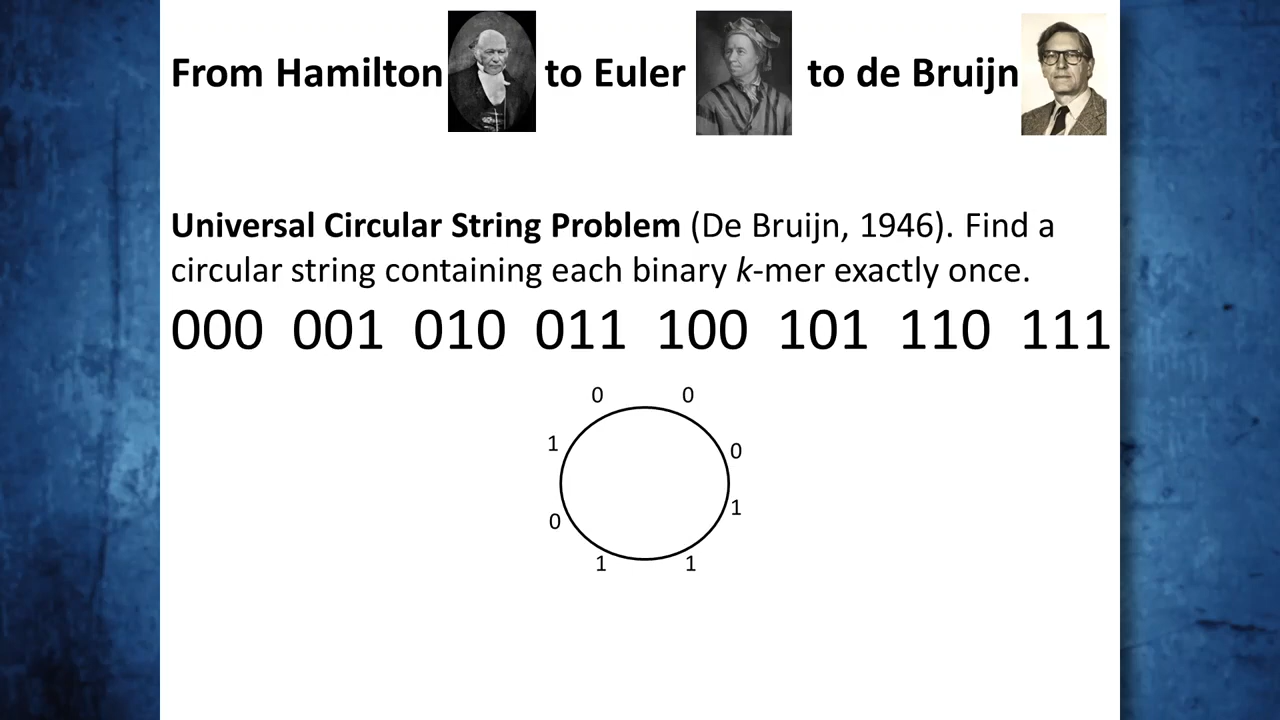 From Hamilton to Euler to de Bruijn
Universal Circular String Problem (De Bruijn, 1946). Find a
circular string containing each binary k-mer exactly once.
000 001 010 011 100 101 110 111
0 0
1 0
0 1
1 1